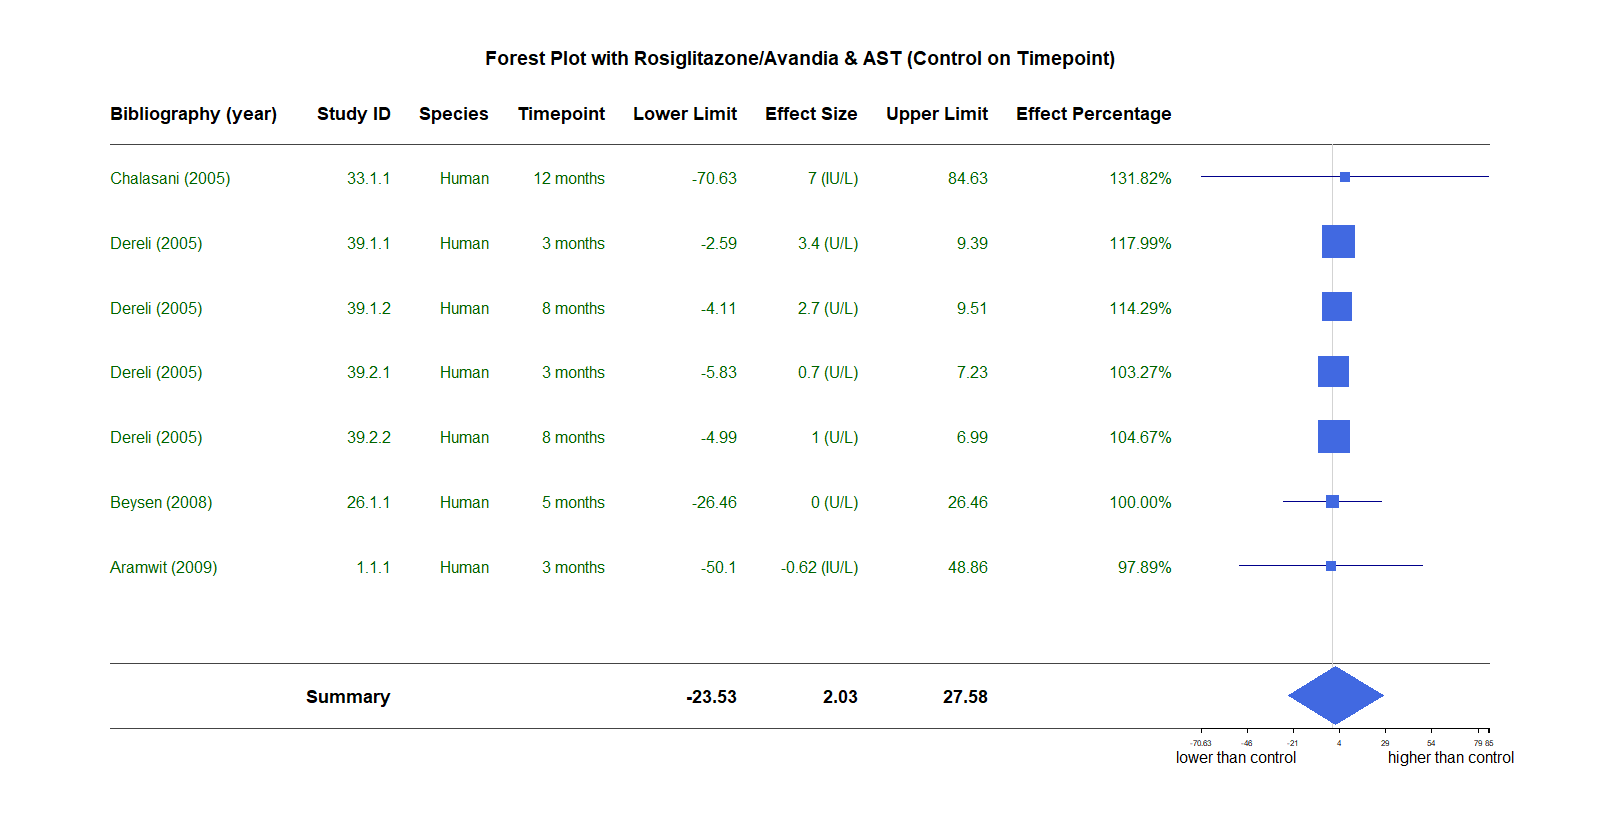 Forest Plot with Rosiglitazone/Avandia & AST (Control on Timepoint)
Bibliography (year) Study ID Species Timepoint Lower Limit Effect Size Upper Limit Effect Percentage
Chalasani (2005) 33.1.1 Human 12 months -70.63 7 (IU/L) 84.63 131.82%
Dereli (2005) 39.1.1 Human 3 months -2.59 3.4 (U/L) 9.39 117.99%
Dereli (2005) 39.1.2 Human 8 months -4.11 2.7 (U/L) 9.51 114.29%
Dereli (2005) 39.2.1 Human 3 months -5.83 0.7 (U/L) 7.23 103.27%
Dereli (2005) 39.2.2 Human 8 months -4.99 1 (U/L) 6.99 104.67%
Beysen (2008) 26.1.1 Human 5 months -26.46 0 (U/L) 26.46 100.00%
Aramwit (2009) 1.1.1 Human 3 months -50.1 -0.62 (IU/L) 48.86 97.89%
Summary -23.53 2.03 27.58
-70.63 -46 -21 4 29 54 79 85
lower than control higher than control